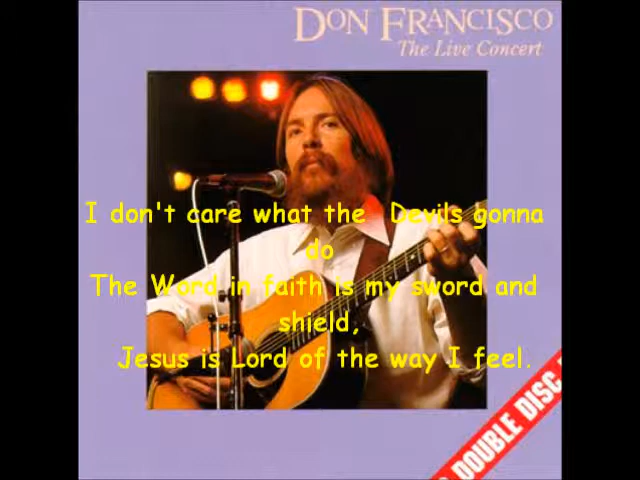 DON FRANCISCO
The Live Concert
I don't care what the Devils gonna
do
The Word in faith is my sword and
shield,
Jesus is Lord of the way I feel.
DOUBLE DISC